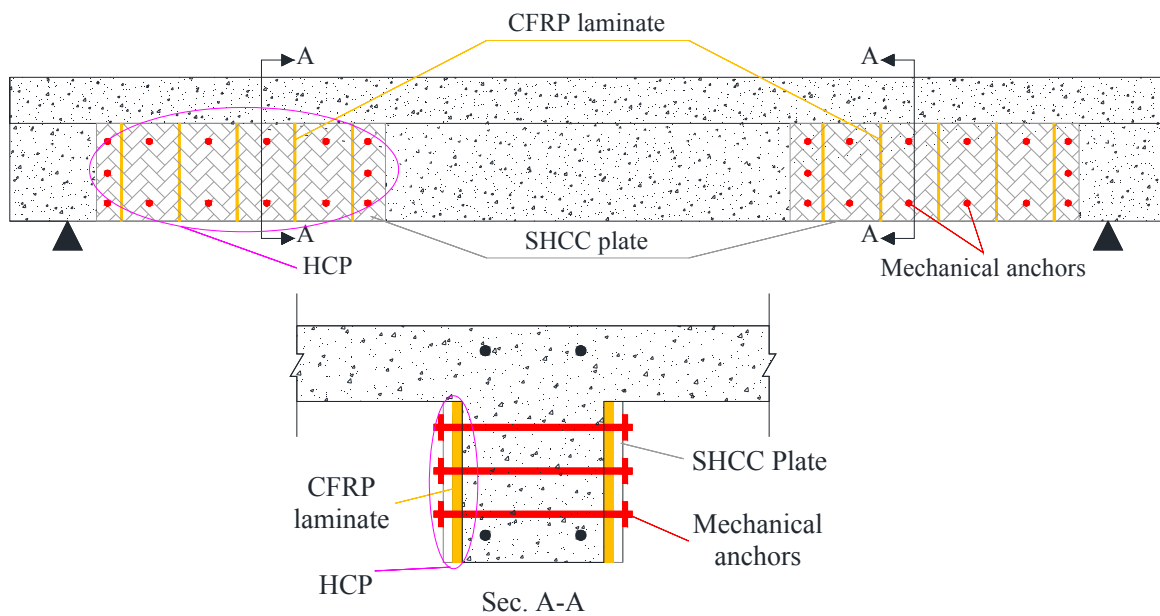 CFRP laminate
A
A
A
A
HCP
SHCC plate
Mechanical anchors
CFRP
laminate
SHCC Plate
Mechanical
anchors
HCP
Sec. A-A